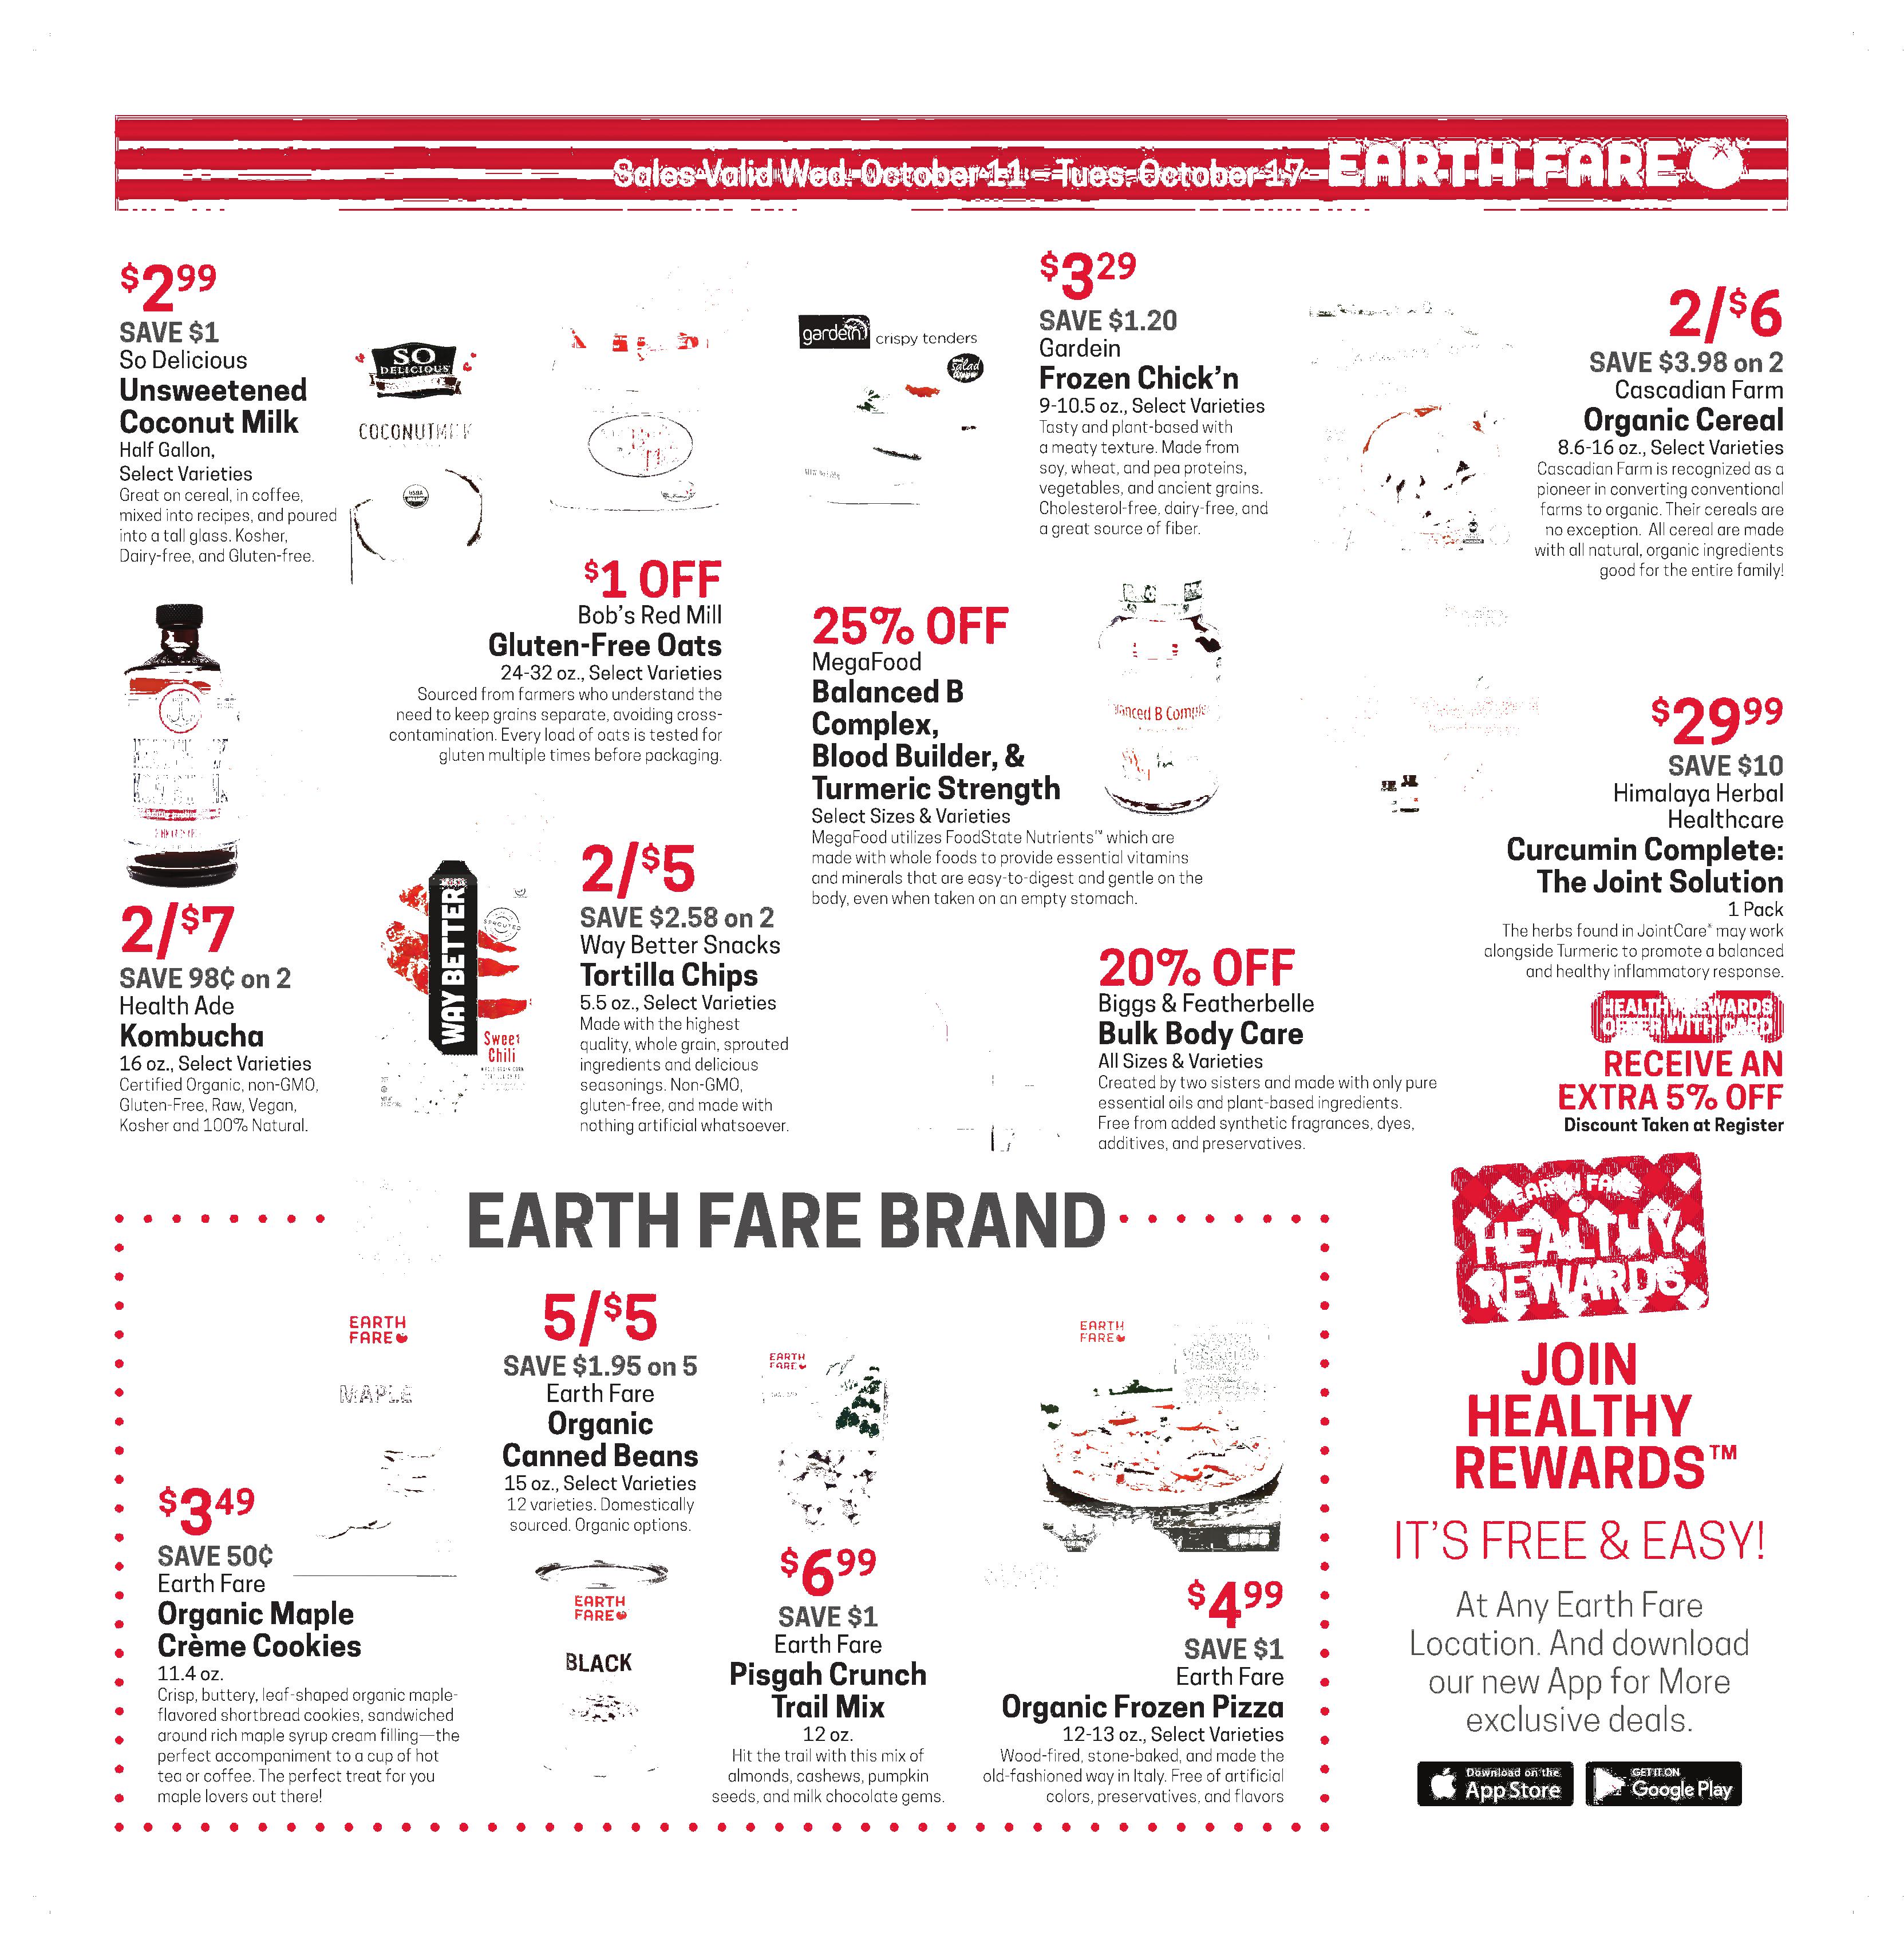 Sales Valid Wed. October 11 – Tues. October 17
EARTH FARE
$2.99
SAVE $1
So Delicious
Unsweetened
Coconut Milk
Half Gallon,
Select Varieties
Great on cereal, in coffee,
mixed into recipes, and poured
into a tall glass. Kosher,
Dairy-free, and Gluten-free.
SO
DELICIOUS
COCONUTMILK
$1 OFF
Bob's Red Mill
Gluten-Free Oats
24-32 oz., Select Varieties
Sourced from farmers who understand the
need to keep grains separate, avoiding cross-
contamination. Every load of oats is tested for
gluten multiple times before packaging.
gardein
crispy tenders
$3.29
SAVE $1.20
Gardein
Frozen Chick'n
9-10.5 oz., Select Varieties
Tasty and plant-based with
a meaty texture. Made from
soy, wheat, and pea proteins,
vegetables, and ancient grains.
Cholesterol-free, dairy-free, and
a great source of fiber.
2/$6
SAVE $3.98 on 2
Cascadian Farm
Organic Cereal
8.6-16 oz., Select Varieties
Cascadian Farm is recognized as a
pioneer in converting conventional
farms to organic. Their cereals are
no exception. All cereal are made
with all natural, organic ingredients
good for the entire family!
2/$7
SAVE 98¢ on 2
Health Ade
Kombucha
16 oz., Select Varieties
Certified Organic, non-GMO,
Gluten-Free, Raw, Vegan,
Kosher and 100% Natural.
WAY BETTER
SPROUTED
Sweet
Chili
2/$5
SAVE $2.58 on 2
Way Better Snacks
Tortilla Chips
5.5 oz., Select Varieties
Made with the highest
quality, whole grain, sprouted
ingredients and delicious
seasonings. Non-GMO,
gluten-free, and made with
nothing artificial whatsoever.
25% OFF
MegaFood
Balanced B
Complex,
Blood Builder, &
Turmeric Strength
Select Sizes & Varieties
MegaFood utilizes FoodState Nutrients™ which are
made with whole foods to provide essential vitamins
and minerals that are easy-to-digest and gentle on the
body, even when taken on an empty stomach.
20% OFF
Biggs & Featherbelle
Bulk Body Care
All Sizes & Varieties
Created by two sisters and made with only pure
essential oils and plant-based ingredients.
Free from added synthetic fragrances, dyes,
additives, and preservatives.
$29.99
SAVE $10
Himalaya Herbal
Healthcare
Curcumin Complete:
The Joint Solution
1 Pack
The herbs found in JointCare® may work
alongside Turmeric to promote a balanced
and healthy inflammatory response.
HEALTHY REWARDS
OFFER WITH CARD
RECEIVE AN
EXTRA 5% OFF
Discount Taken at Register
EARTH FARE BRAND
EARTH
FARE
MAPLE
$3.49
SAVE 50¢
Earth Fare
Organic Maple
Crème Cookies
11.4 oz.
Crisp, buttery, leaf-shaped organic maple-
flavored shortbread cookies, sandwiched
around rich maple syrup cream filling—the
perfect accompaniment to a cup of hot
tea or coffee. The perfect treat for you
maple lovers out there!
5/$5
SAVE $1.95 on 5
Earth Fare
Organic
Canned Beans
15 oz., Select Varieties
12 varieties. Domestically
sourced. Organic options.
EARTH
FARE
BLACK
EARTH
FARE
$6.99
SAVE $1
Earth Fare
Pisgah Crunch
Trail Mix
12 oz.
Hit the trail with this mix of
almonds, cashews, pumpkin
seeds, and milk chocolate gems.
EARTH
FARE
$4.99
SAVE $1
Earth Fare
Organic Frozen Pizza
12-13 oz., Select Varieties
Wood-fired, stone-baked, and made the
old-fashioned way in Italy. Free of artificial
colors, preservatives, and flavors
EARTH FARE
HEALTHY
REWARDS
JOIN
HEALTHY
REWARDS™
IT'S FREE & EASY!
At Any Earth Fare
Location. And download
our new App for More
exclusive deals.
Download on the
App Store
GET IT ON
Google Play